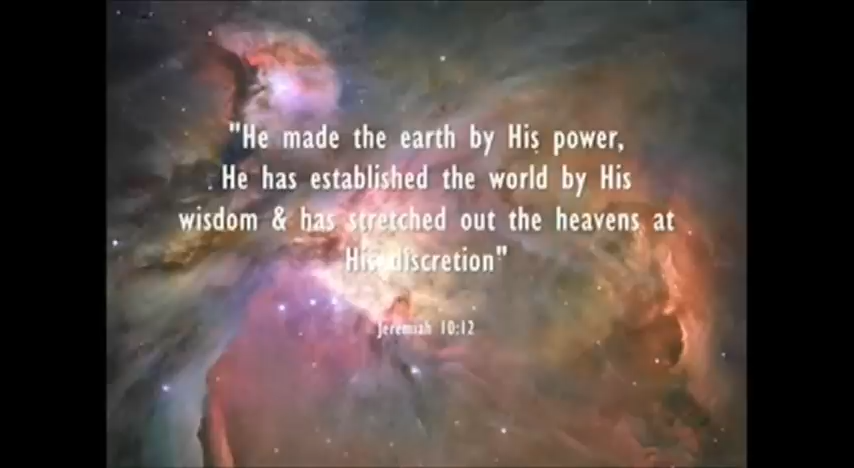 "He made the earth by His power,
He has established the world by His
wisdom & has stretched out the heavens at
His discretion"
Jeremiah 10:12